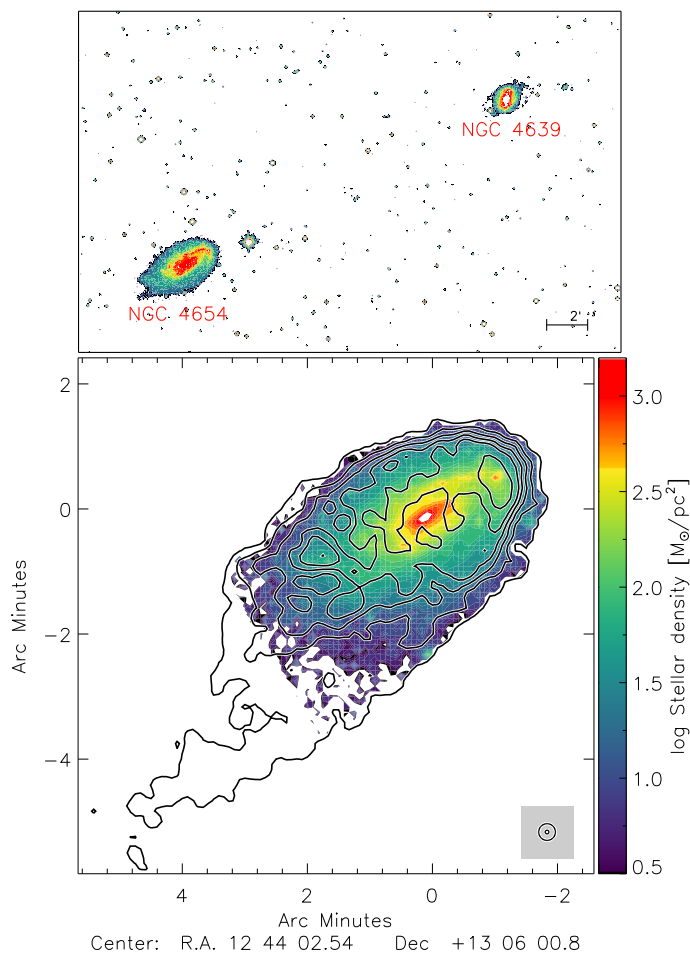 NGC 4639
NGC 4654
2'
2
0
−2
−4
Arc Minutes
4 2 0 −2
Arc Minutes
Center: R.A. 12 44 02.54 Dec +13 06 00.8
3.0
2.5
2.0
1.5
1.0
0.5
log Stellar density [M⊙/pc²]